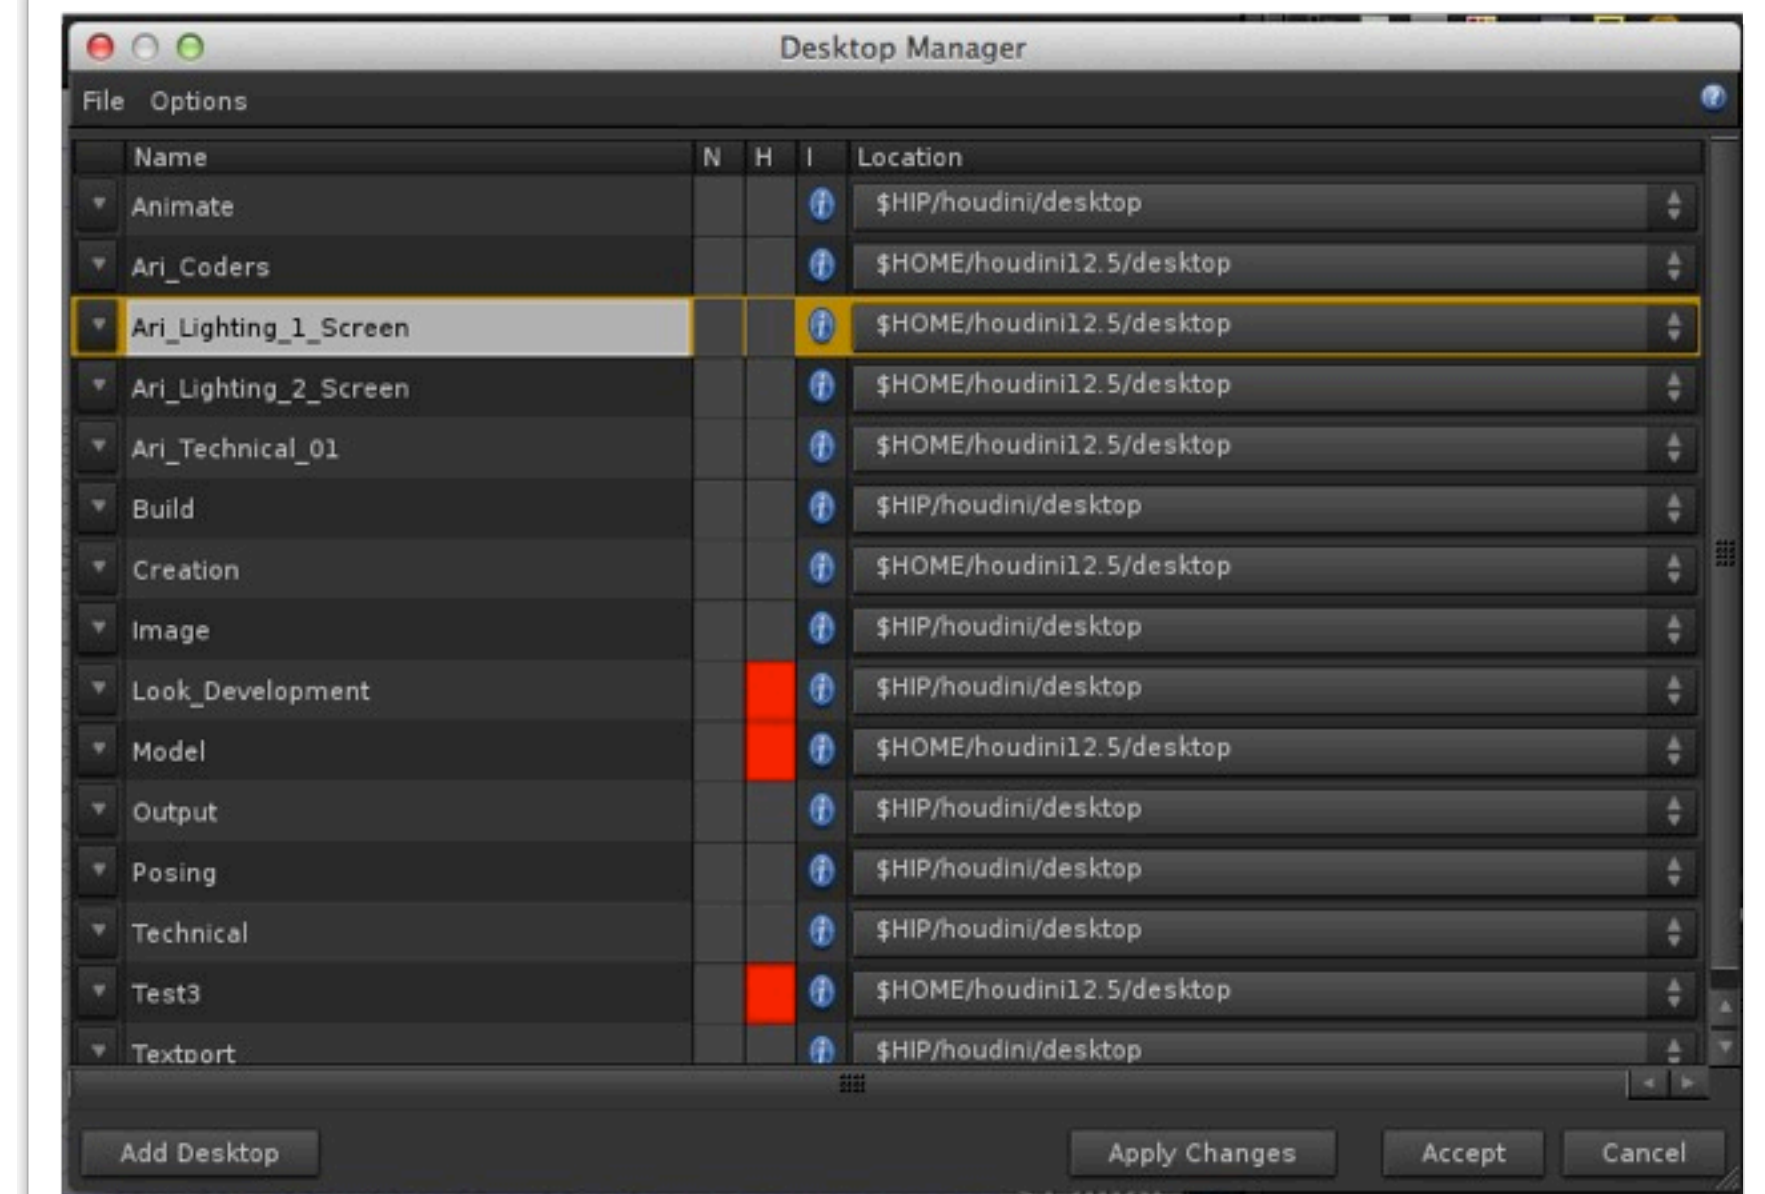 Desktop Manager
File Options
Name N H I Location
Animate $HIP/houdini/desktop
Ari_Coders $HOME/houdini12.5/desktop
Ari_Lighting_1_Screen $HOME/houdini12.5/desktop
Ari_Lighting_2_Screen $HOME/houdini12.5/desktop
Ari_Technical_01 $HOME/houdini12.5/desktop
Build $HIP/houdini/desktop
Creation $HOME/houdini12.5/desktop
Image $HIP/houdini/desktop
Look_Development $HIP/houdini/desktop
Model $HOME/houdini12.5/desktop
Output $HIP/houdini/desktop
Posing $HIP/houdini/desktop
Technical $HIP/houdini/desktop
Test3 $HOME/houdini12.5/desktop
Textport $HIP/houdini/desktop
Add Desktop Apply Changes Accept Cancel